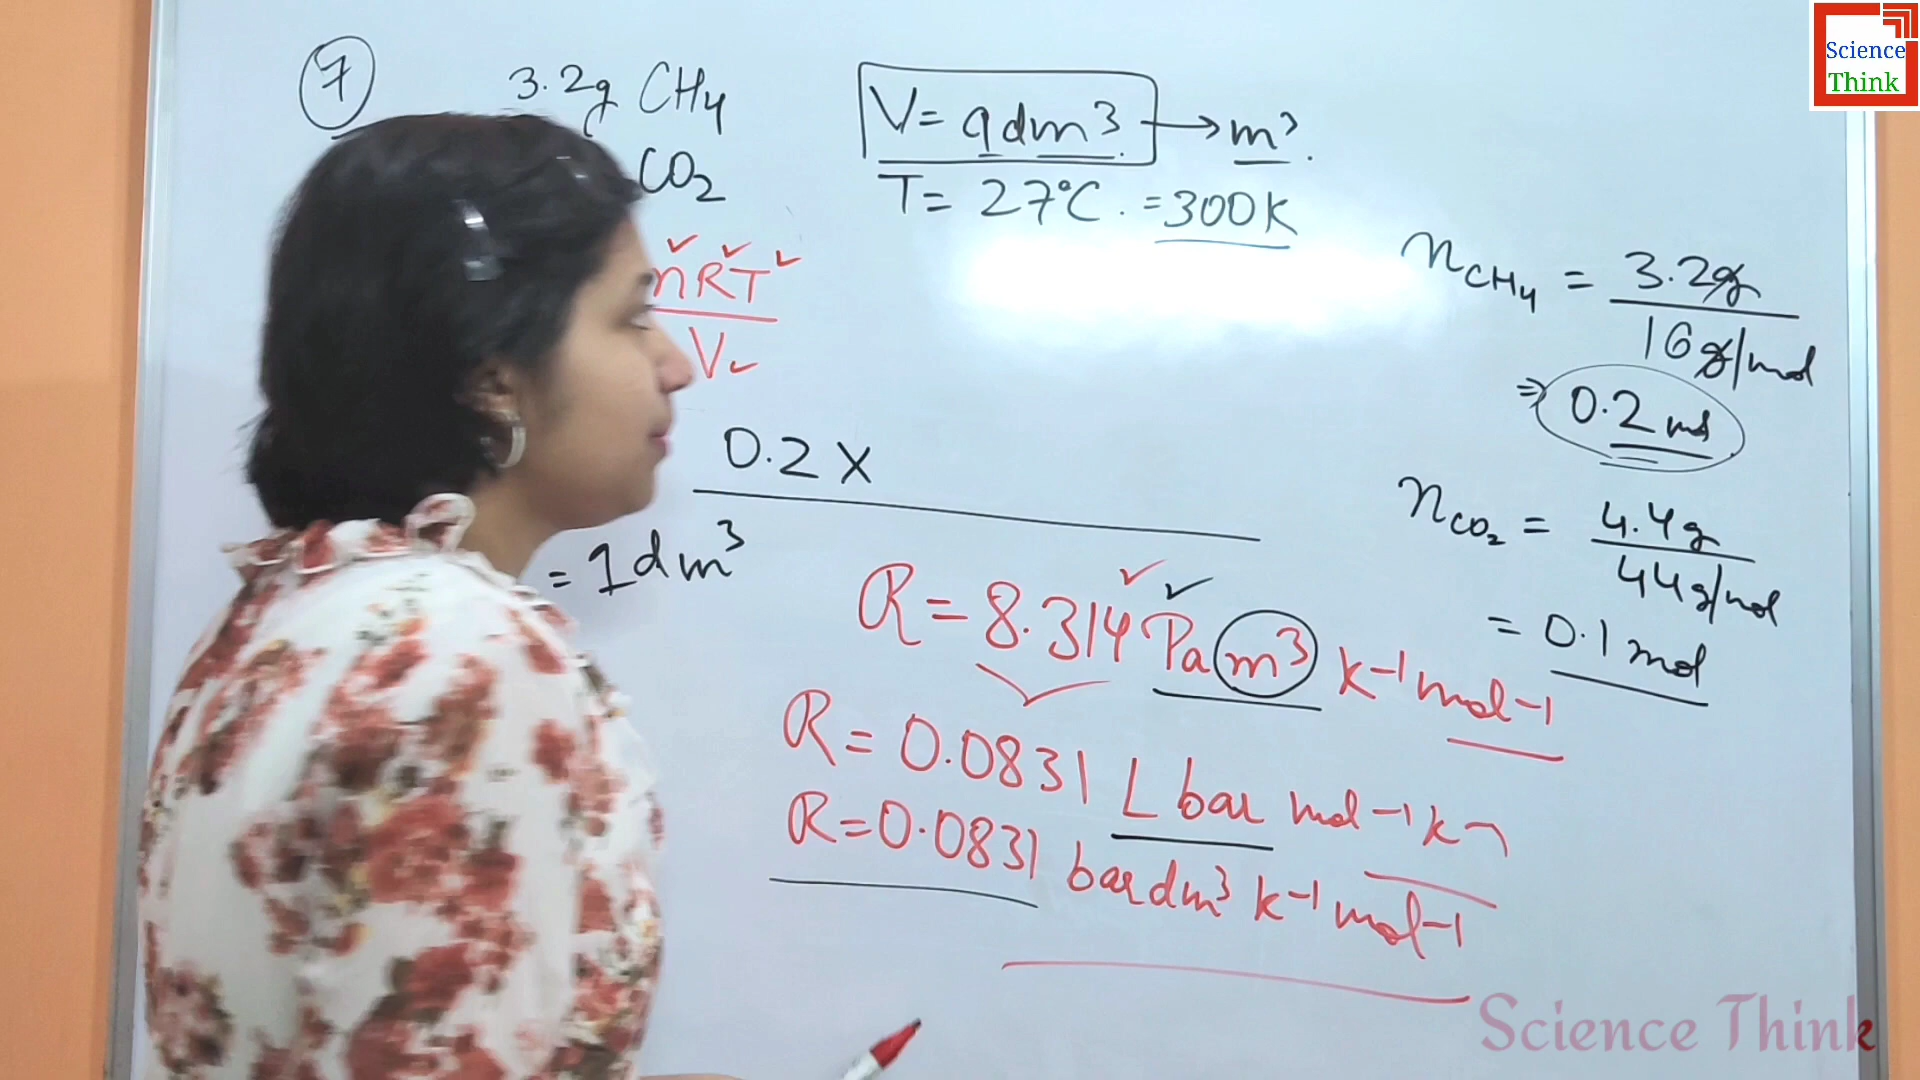 7
3.2g CH4
CO2
V= 9dm3 → m3.
T= 27°C. =300K
nRT
V
0.2 X
= 1dm3
nCH4 = 3.2g
16g/mol
⇒ 0.2 mol
nCO2 = 4.4g
44g/mol
= 0.1 mol
R=8.314 Pa m3 k-1 mol-1
R= 0.0831 L bar mol-1 k-1
R=0.0831 bar dm3 k-1 mol-1
Science
Think
Science Think